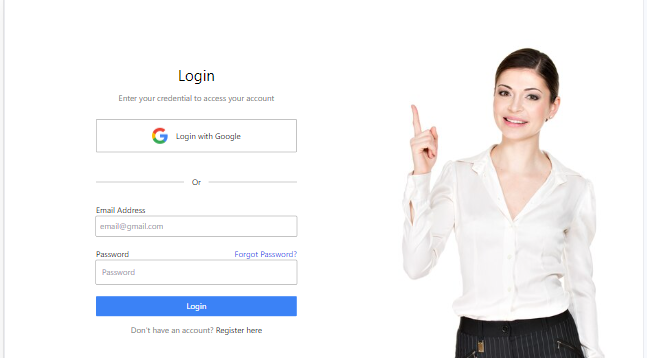 Login
Enter your credential to access your account
Login with Google
Or
Email Address
email@gmail.com
Password Forgot Password?
Password
Login
Don't have an account? Register here